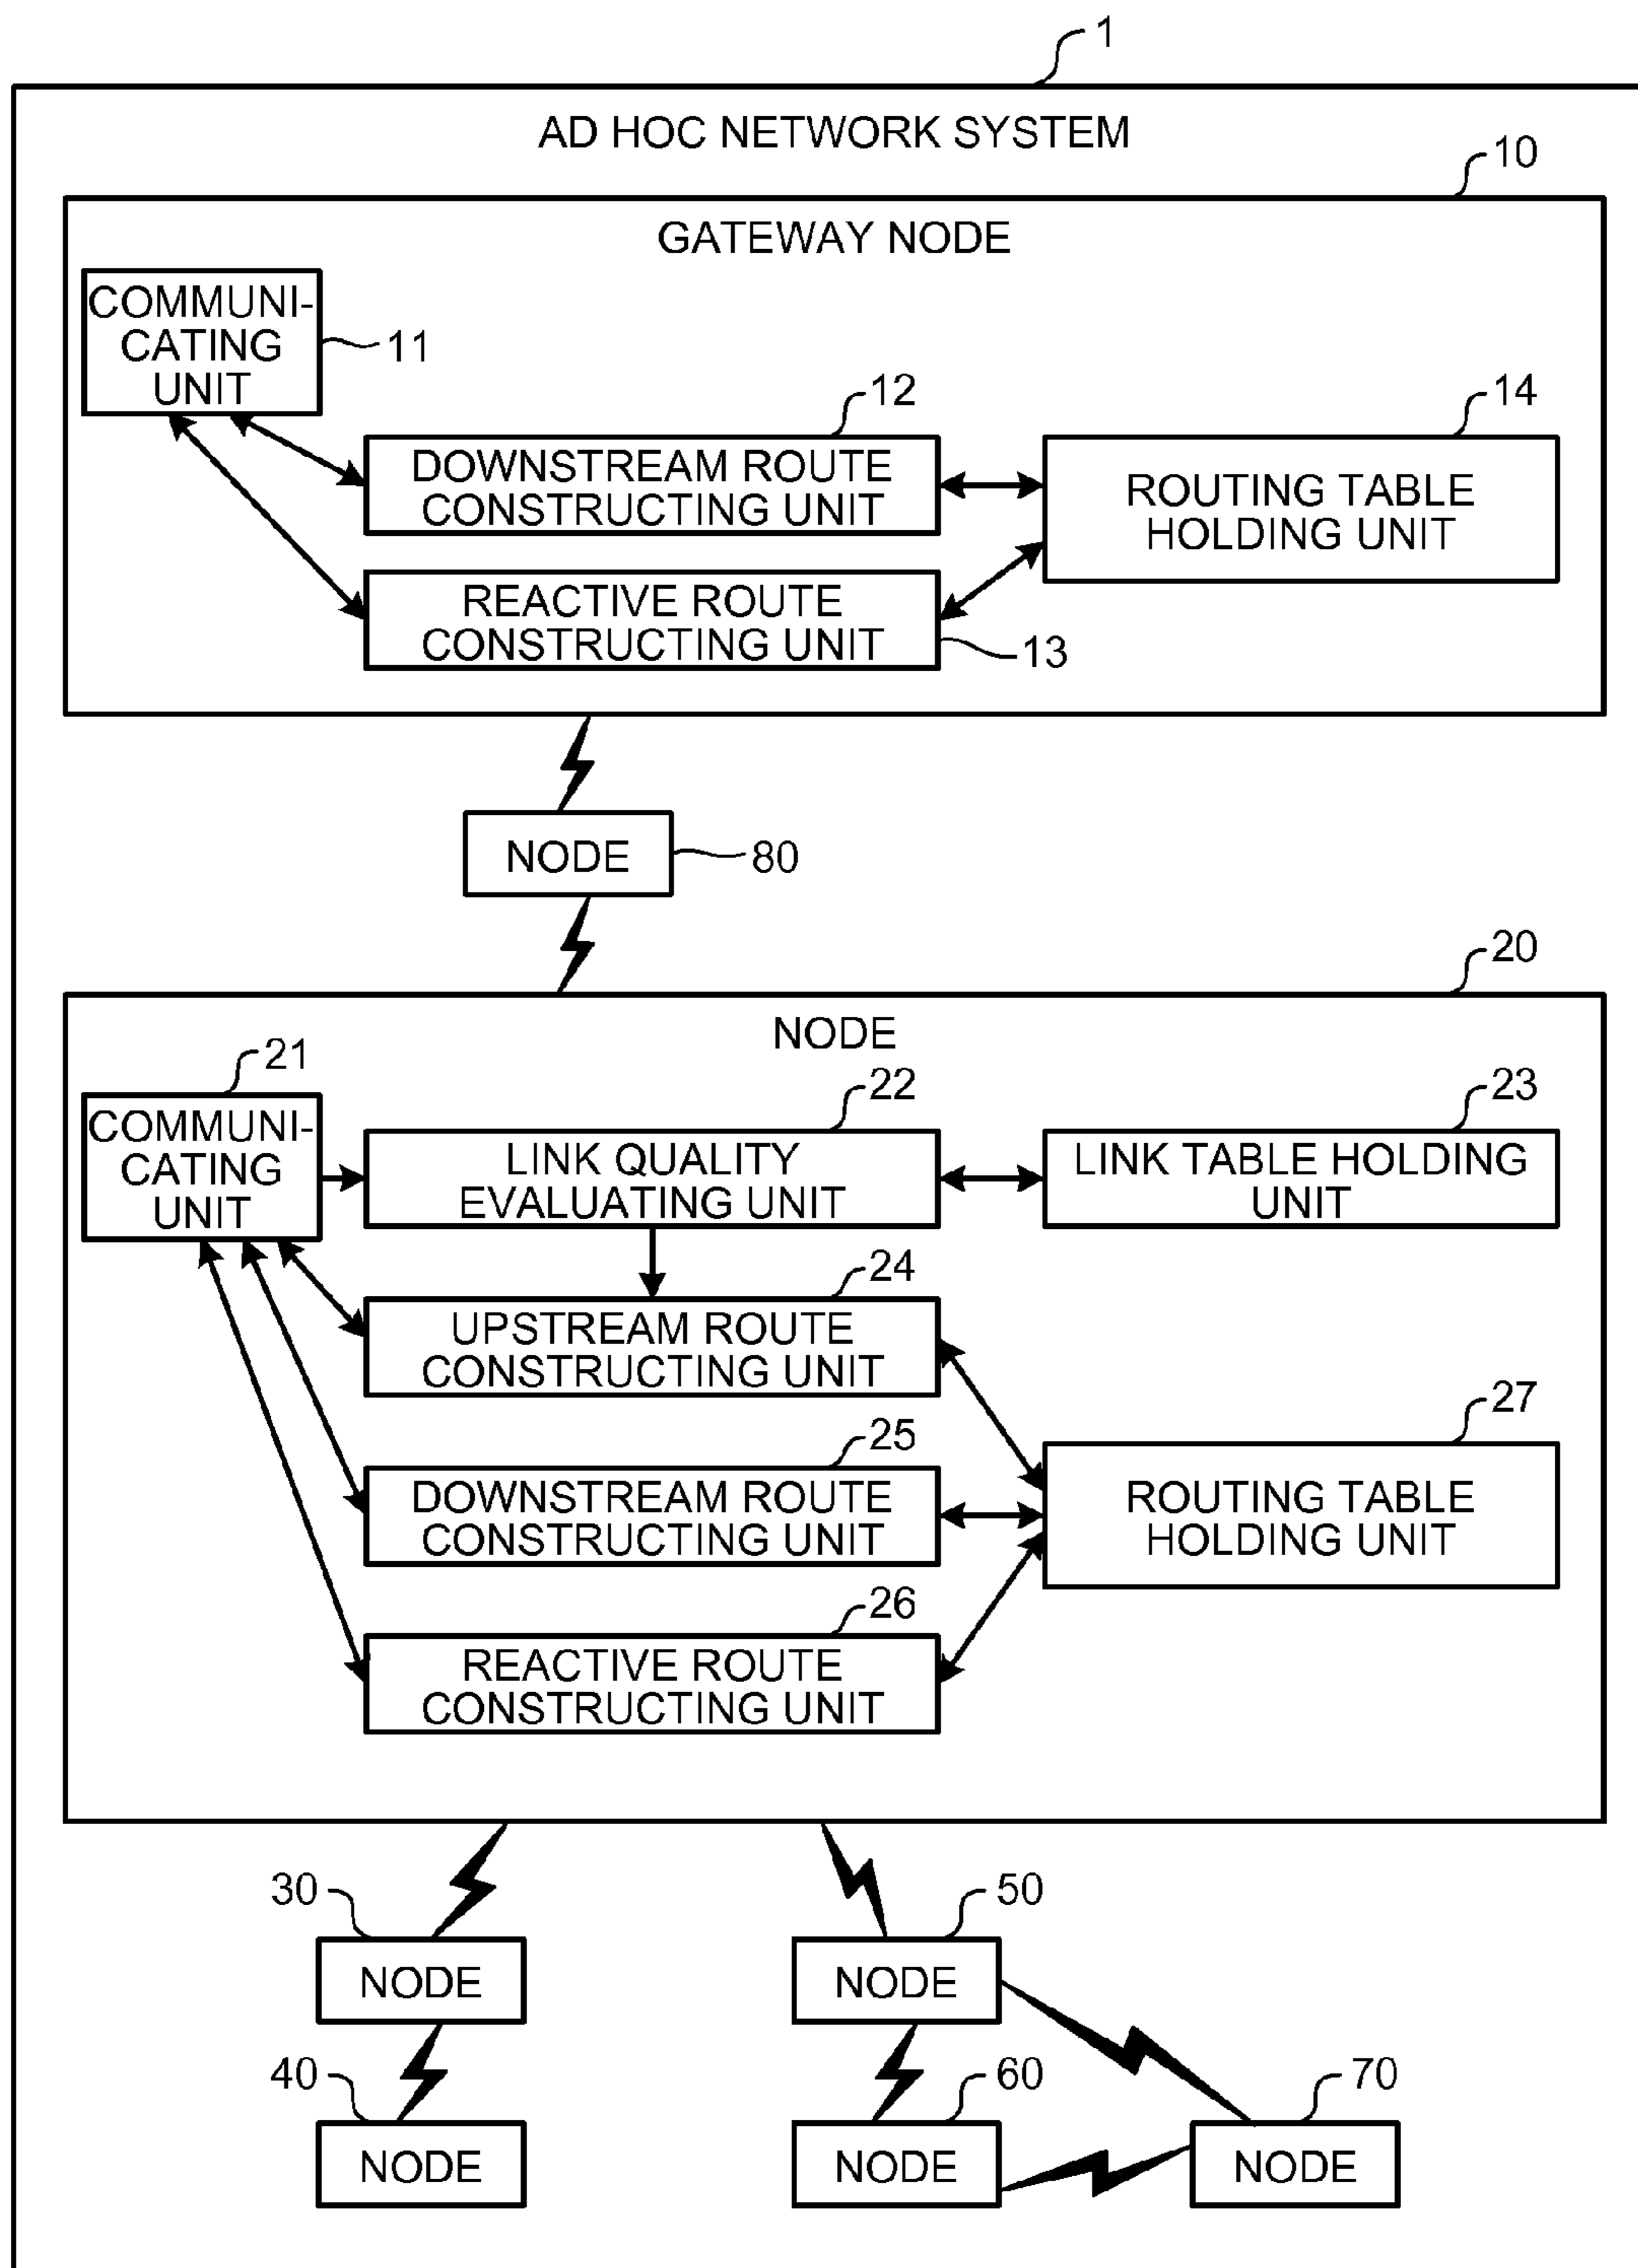 1
AD HOC NETWORK SYSTEM
10
GATEWAY NODE
COMMUNI-
CATING
UNIT
11
12
DOWNSTREAM ROUTE
CONSTRUCTING UNIT
14
ROUTING TABLE
HOLDING UNIT
REACTIVE ROUTE
CONSTRUCTING UNIT
13
NODE
80
20
NODE
21
COMMUNI-
CATING
UNIT
22
LINK QUALITY
EVALUATING UNIT
23
LINK TABLE HOLDING
UNIT
24
UPSTREAM ROUTE
CONSTRUCTING UNIT
25
DOWNSTREAM ROUTE
CONSTRUCTING UNIT
27
ROUTING TABLE
HOLDING UNIT
26
REACTIVE ROUTE
CONSTRUCTING UNIT
30
NODE
50
NODE
40
NODE
60
NODE
70
NODE